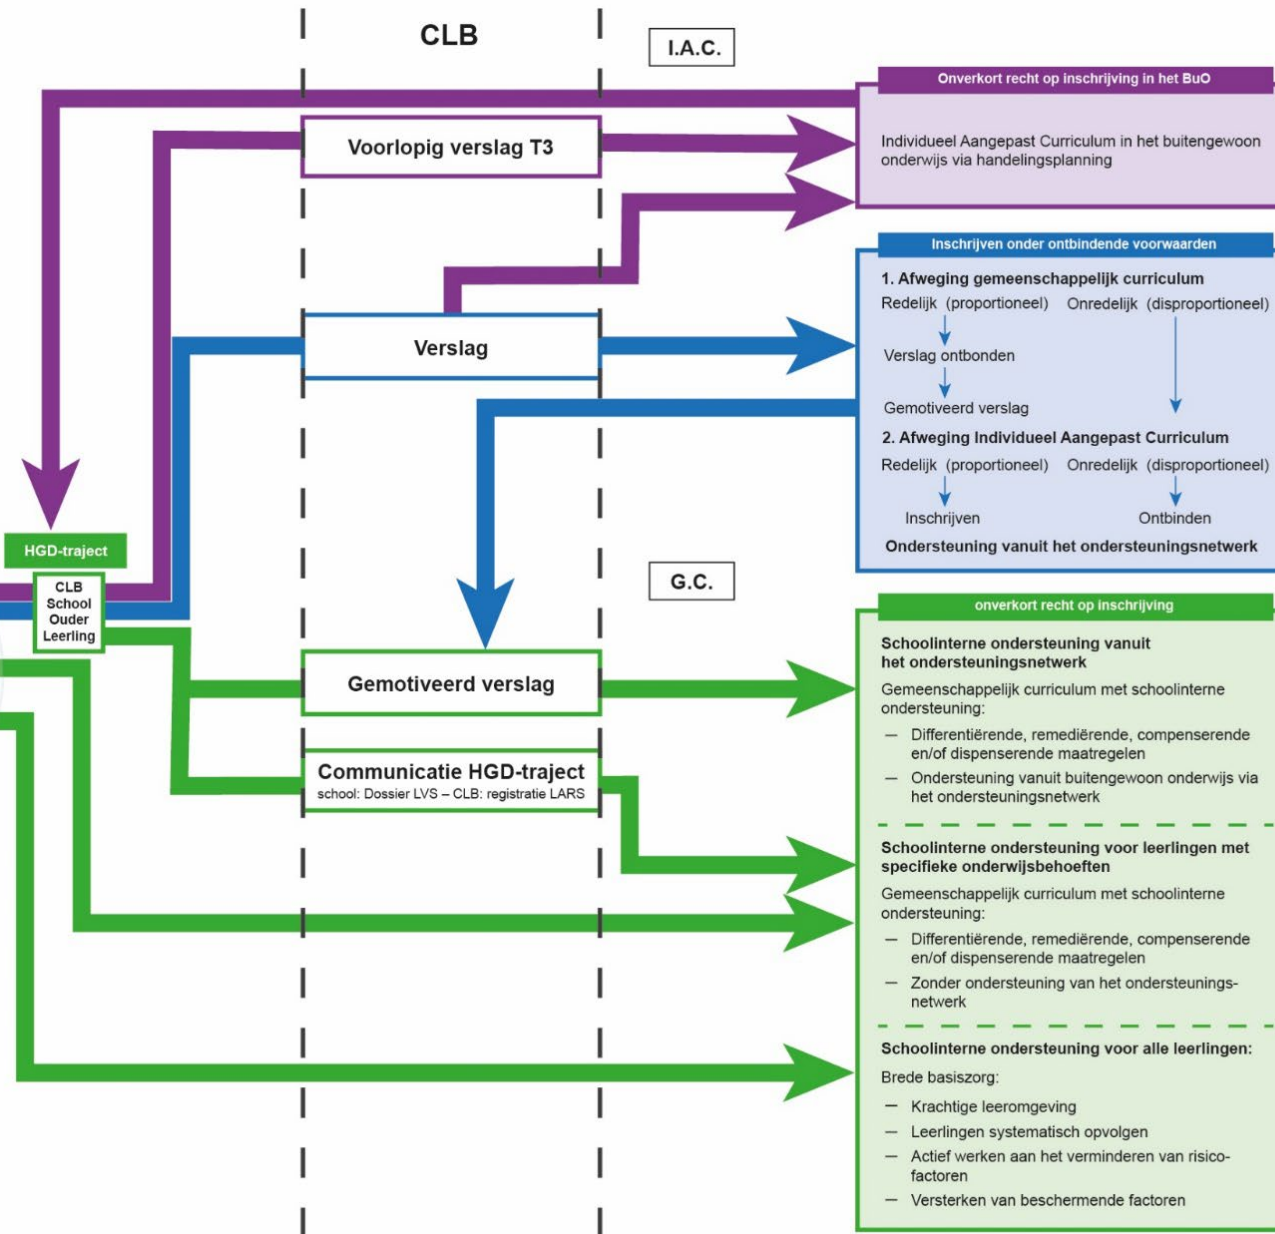 CLB
I.A.C.
Onverkort recht op inschrijving in het BuO
Individueel Aangepast Curriculum in het buitengewoon
onderwijs via handelingsplanning
Voorlopig verslag T3
Inschrijven onder ontbindende voorwaarden
1. Afweging gemeenschappelijk curriculum
Redelijk (proportioneel) Onredelijk (disproportioneel)
Verslag ontbonden
Gemotiveerd verslag
2. Afweging Individueel Aangepast Curriculum
Redelijk (proportioneel) Onredelijk (disproportioneel)
Inschrijven Ontbinden
Ondersteuning vanuit het ondersteuningsnetwerk
Verslag
HGD-traject
CLB
School
Ouder
Leerling
G.C.
Gemotiveerd verslag
Communicatie HGD-traject
school: Dossier LVS – CLB: registratie LARS
onverkort recht op inschrijving
Schoolinterne ondersteuning vanuit
het ondersteuningsnetwerk
Gemeenschappelijk curriculum met schoolinterne
ondersteuning:
— Differentiërende, remediërende, compenserende
en/of dispenserende maatregelen
— Ondersteuning vanuit buitengewoon onderwijs via
het ondersteuningsnetwerk
Schoolinterne ondersteuning voor leerlingen met
specifieke onderwijsbehoeften
Gemeenschappelijk curriculum met schoolinterne
ondersteuning:
— Differentiërende, remediërende, compenserende
en/of dispenserende maatregelen
— Zonder ondersteuning van het ondersteunings-
netwerk
Schoolinterne ondersteuning voor alle leerlingen:
Brede basiszorg:
— Krachtige leeromgeving
— Leerlingen systematisch opvolgen
— Actief werken aan het verminderen van risico-
factoren
— Versterken van beschermende factoren